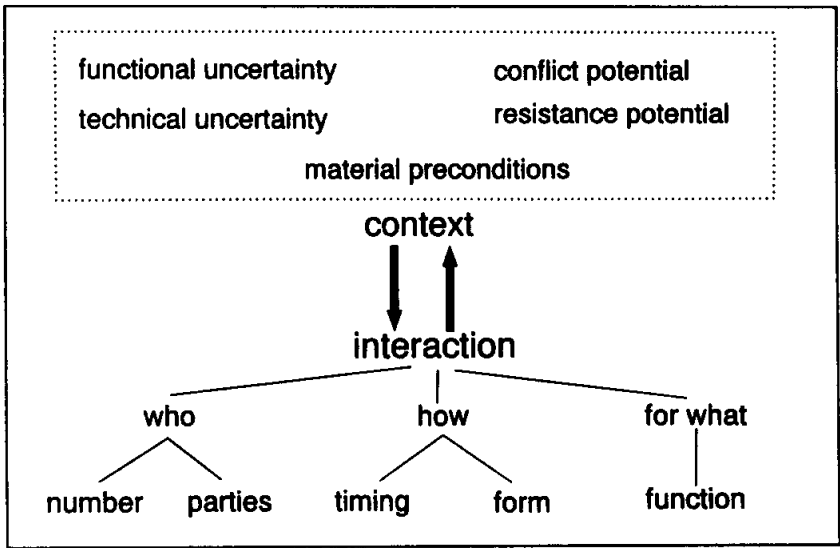 functional uncertainty conflict potential
technical uncertainty resistance potential
material preconditions
context
interaction
who how for what
number parties timing form function